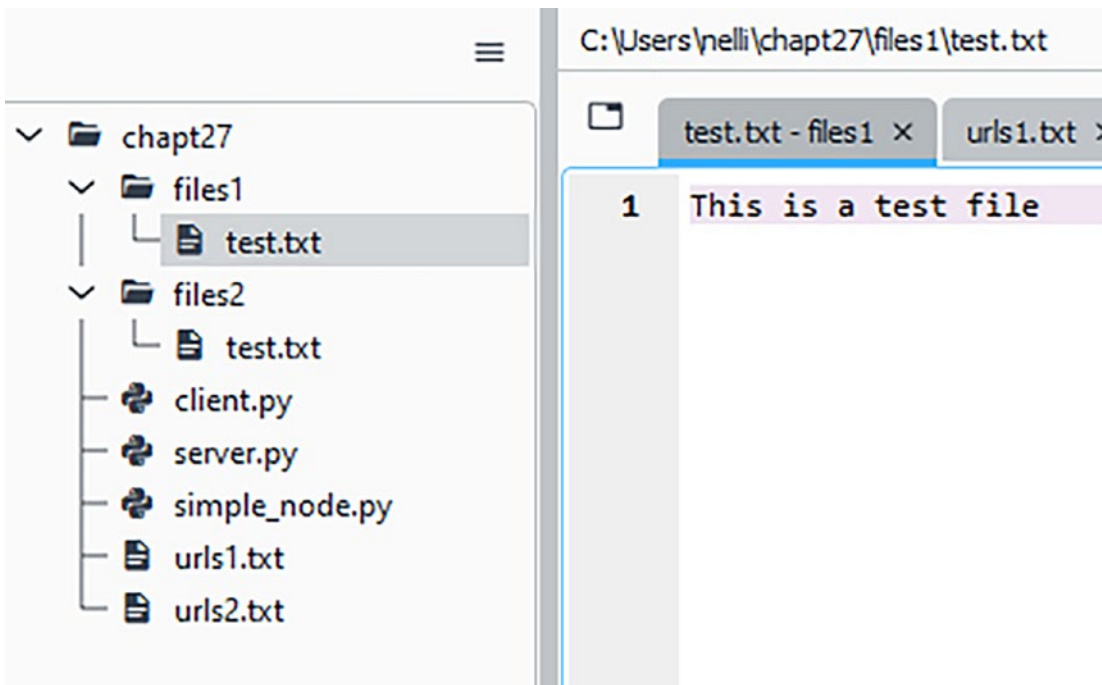 C:\Users\nelli\chapt27\files1\test.txt
chapt27
files1
test.txt
files2
test.txt
client.py
server.py
simple_node.py
urls1.txt
urls2.txt
test.txt - files1 ×
urls1.txt
1 This is a test file